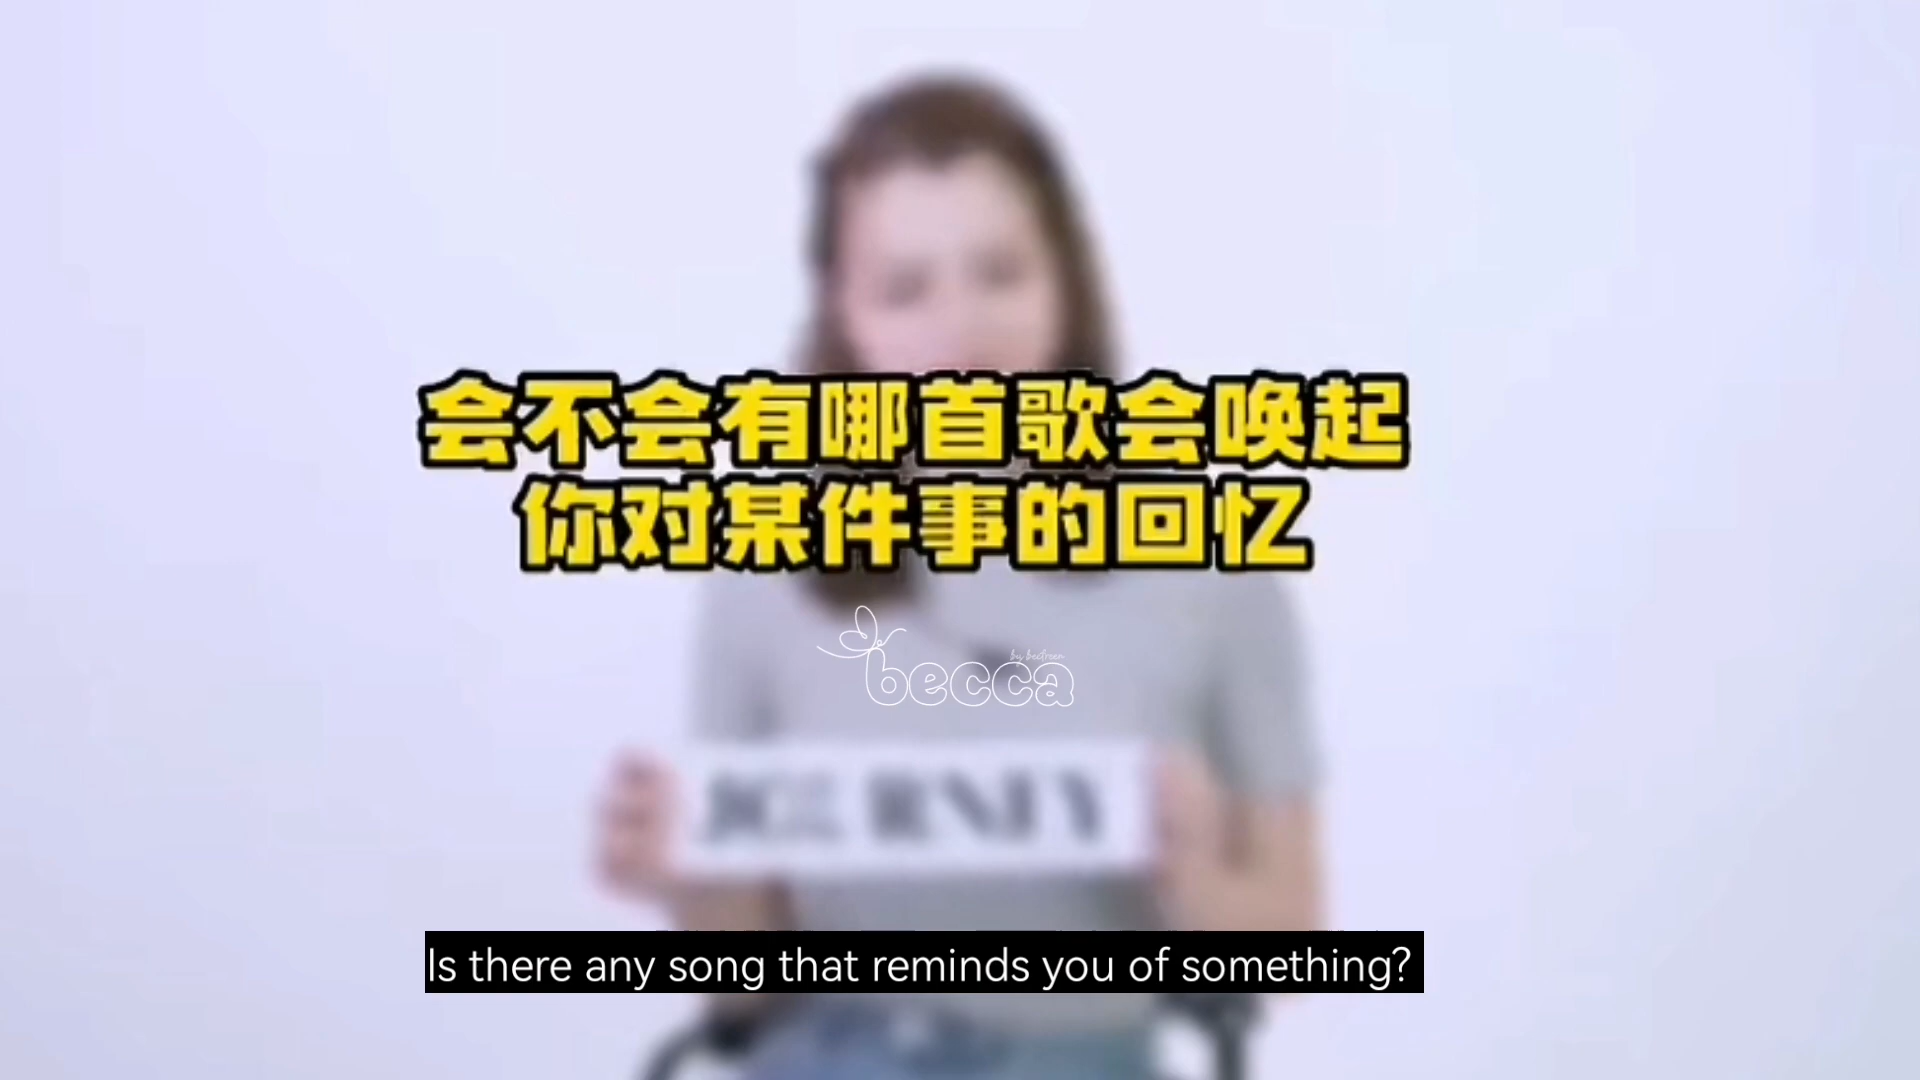 会不会有哪首歌会唤起
你对某件事的回忆
becca
Is there any song that reminds you of something?